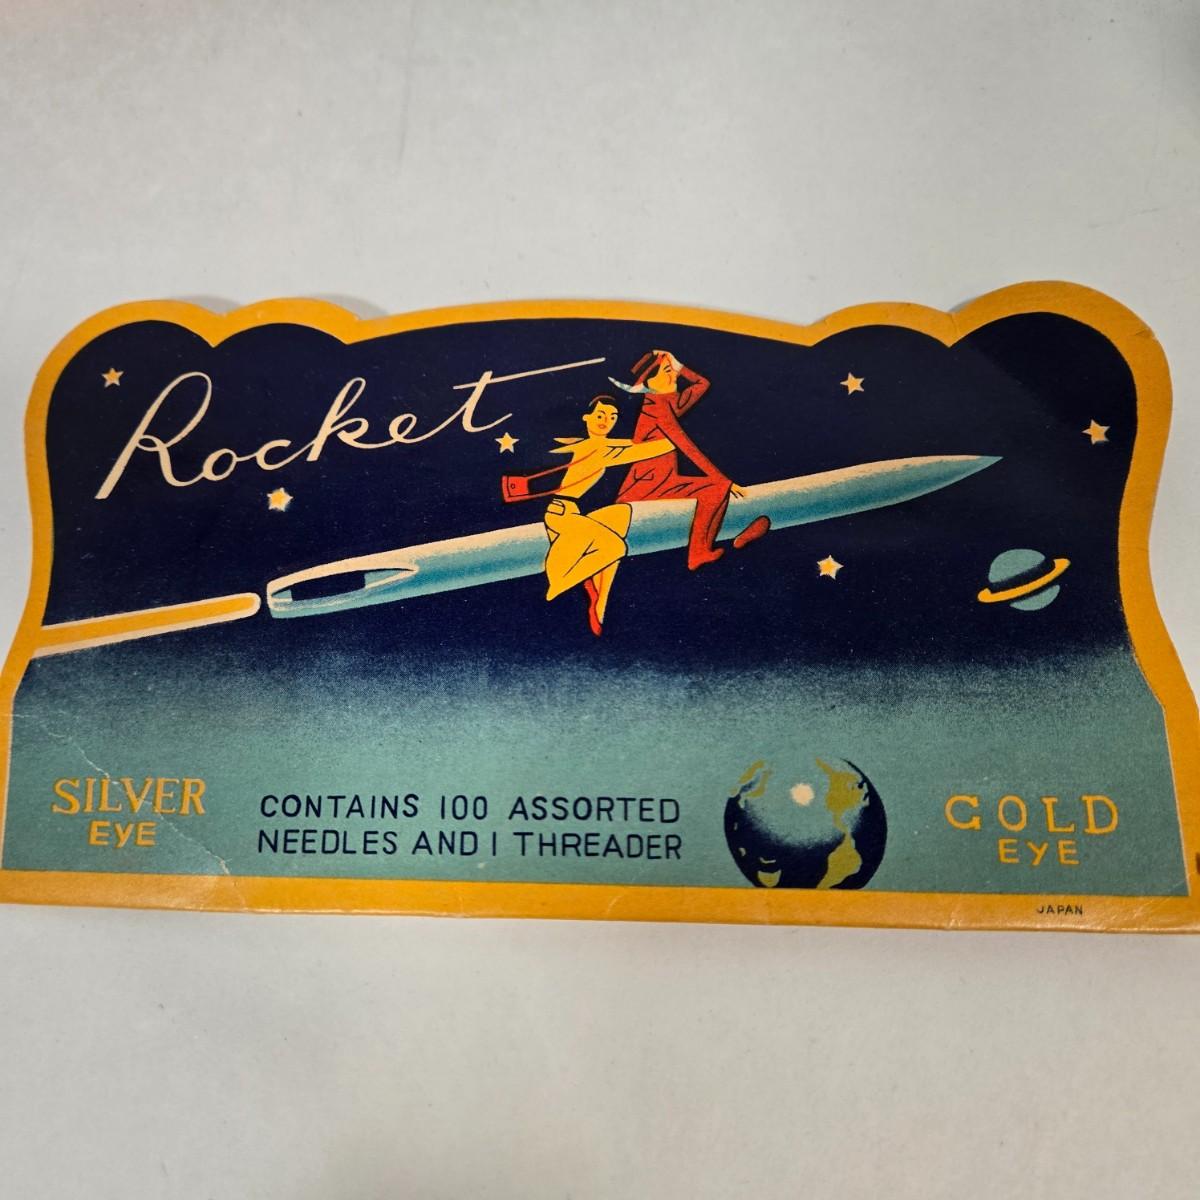 Rocket
SILVER
EYE
CONTAINS 100 ASSORTED
NEEDLES AND 1 THREADER
GOLD
EYE
JAPAN